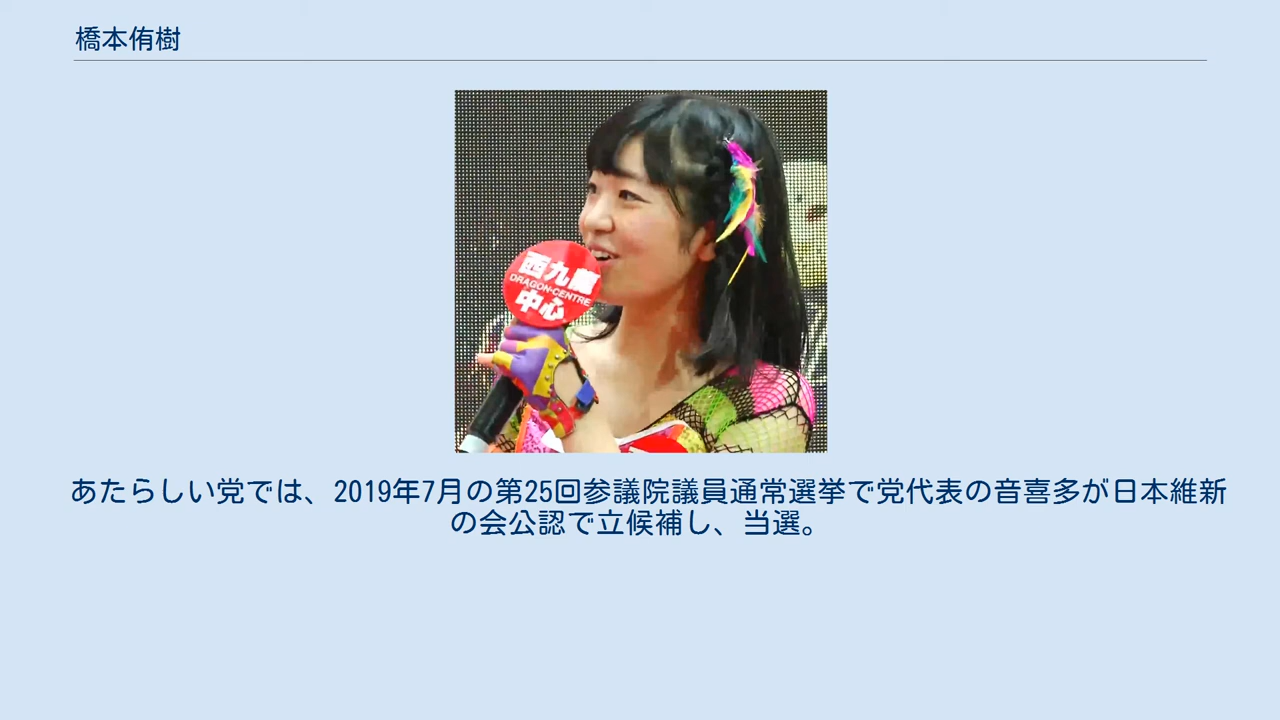 橋本侑樹
西九龍
DRAGON CENTRE
中心
あたらしい党では、2019年7月の第25回参議院議員通常選挙で党代表の音喜多が日本維新
の会公認で立候補し、当選。